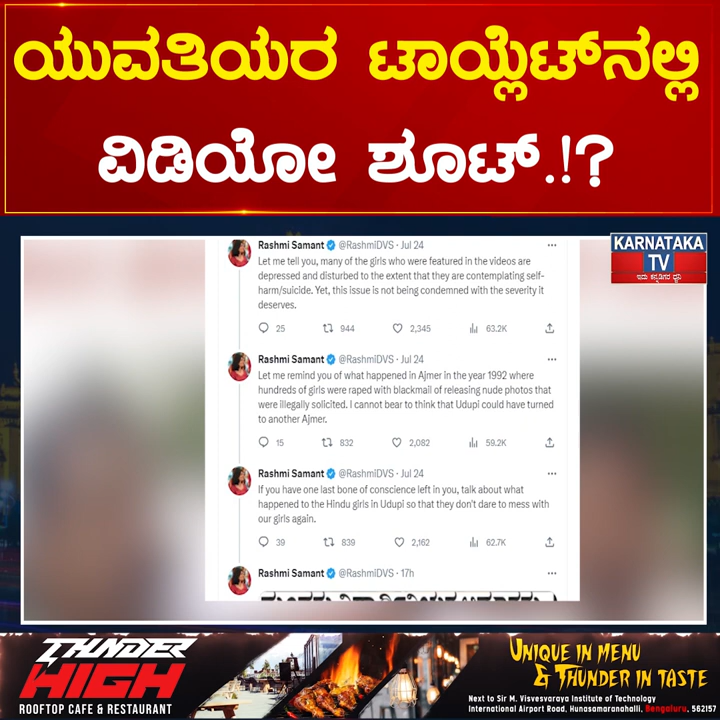 ಯುವತಿಯರ ಟಾಯ್ಲೆಟ್‌ನಲ್ಲಿ
ವಿಡಿಯೋ ಶೂಟ್.!?
KARNATAKA
TV
ಇದು ಕನ್ನಡಿಗರ ಧ್ವನಿ
Rashmi Samant @RashmiDVS · Jul 24
Let me tell you, many of the girls who were featured in the videos are
depressed and disturbed to the extent that they are contemplating self-
harm/suicide. Yet, this issue is not being condemned with the severity it
deserves.
25 944 2,345 63.2K
Rashmi Samant @RashmiDVS · Jul 24
Let me remind you of what happened in Ajmer in the year 1992 where
hundreds of girls were raped with blackmail of releasing nude photos that
were illegally solicited. I cannot bear to think that Udupi could have turned
to another Ajmer.
15 832 2,082 59.2K
Rashmi Samant @RashmiDVS · Jul 24
If you have one last bone of conscience left in you, talk about what
happened to the Hindu girls in Udupi so that they don't dare to mess with
our girls again.
39 839 2,162 62.7K
Rashmi Samant @RashmiDVS · 17h
THNDER
HIGH
ROOFTOP CAFE & RESTAURANT
UNIQUE IN MENU
& THUNDER IN TASTE
Next to Sir M. Visvesvaraya Institute of Technology
International Airport Road, Hunasamaranahalli, Bengaluru, 562157